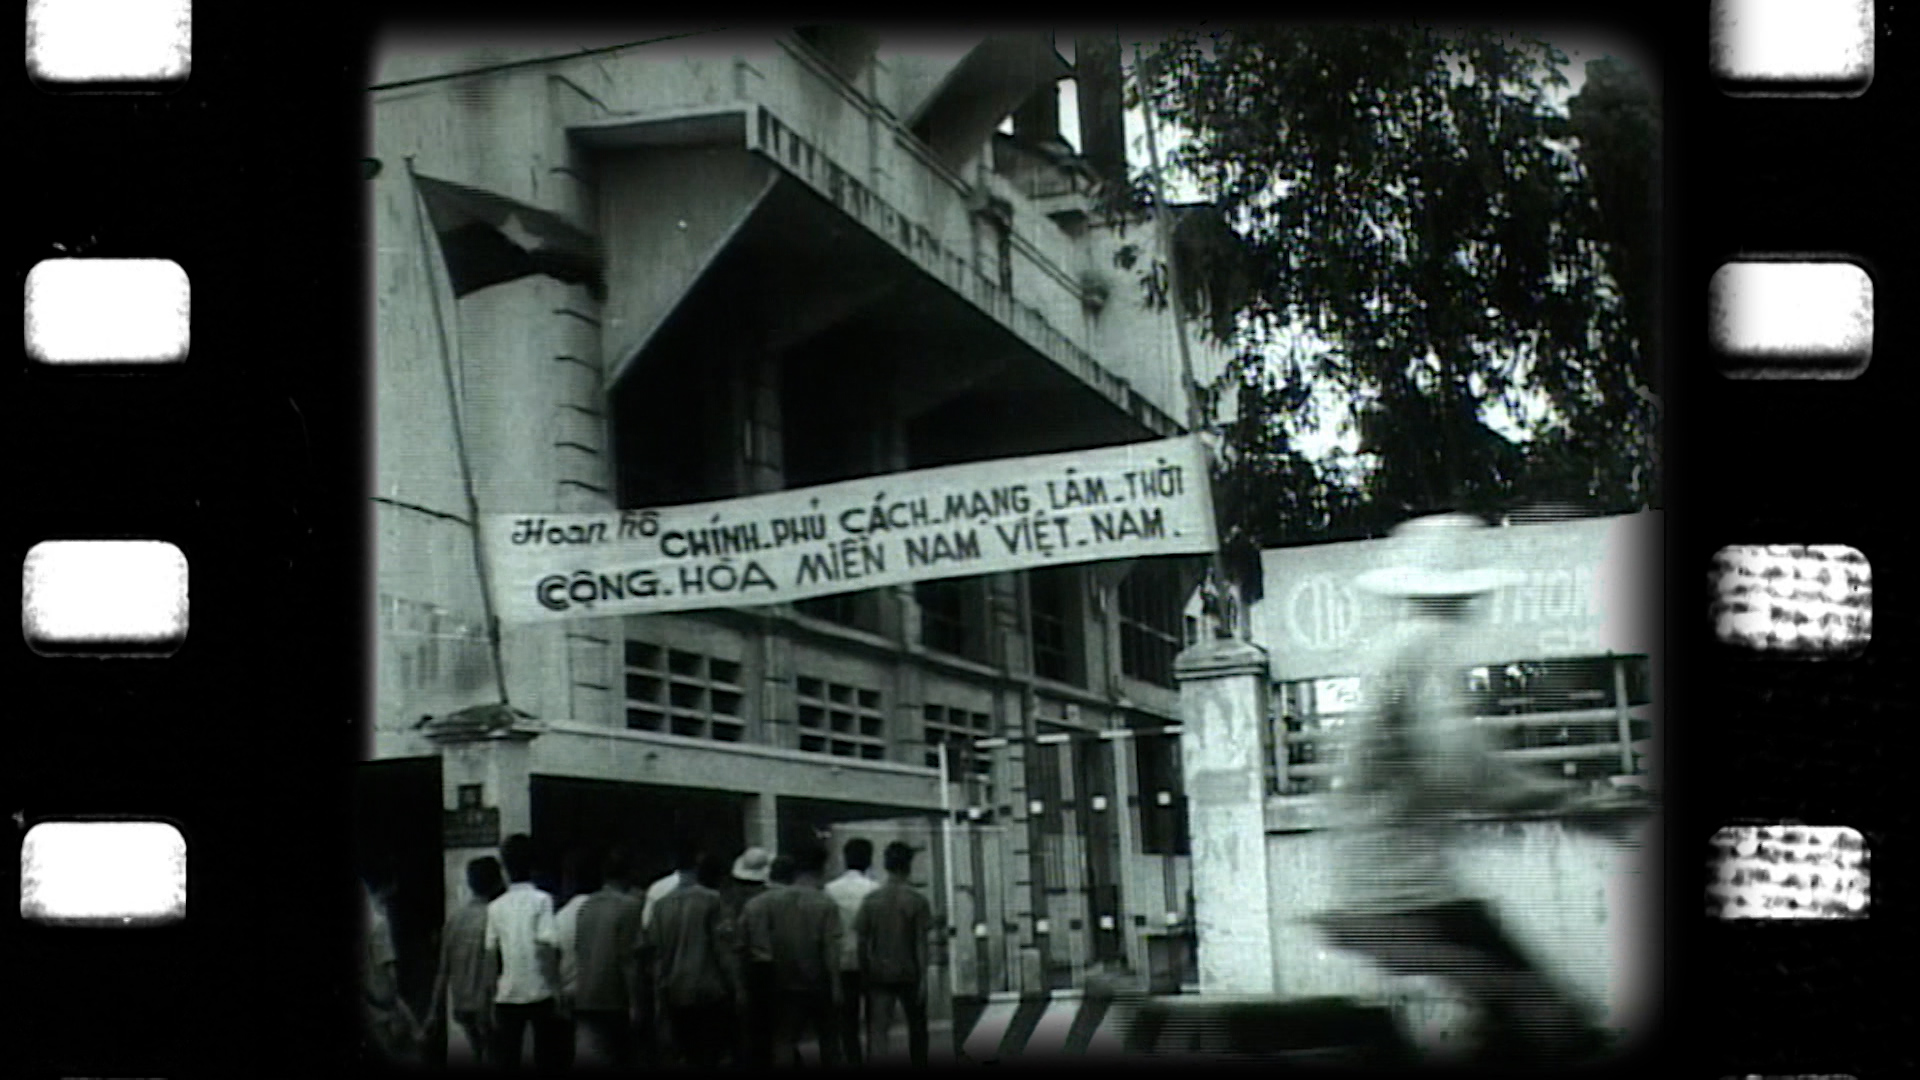 Hoan hô CHÍNH_PHỦ CÁCH_MẠNG LÂM_THỜI
CỘNG_HÒA MIỀN NAM VIỆT_NAM.